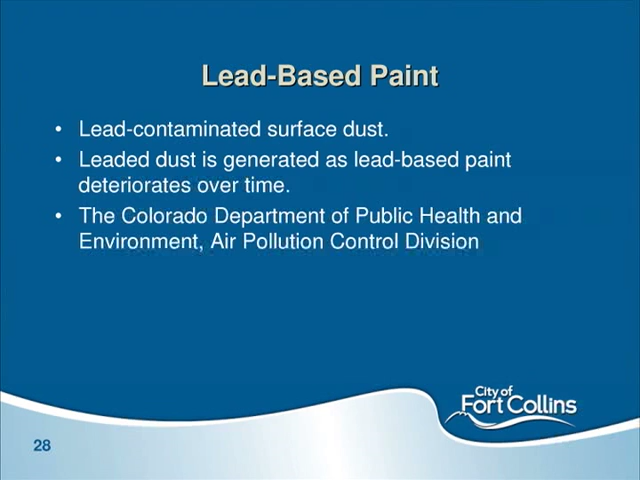 Lead-Based Paint
• Lead-contaminated surface dust.
• Leaded dust is generated as lead-based paint
deteriorates over time.
• The Colorado Department of Public Health and
Environment, Air Pollution Control Division
City of
Fort Collins
28